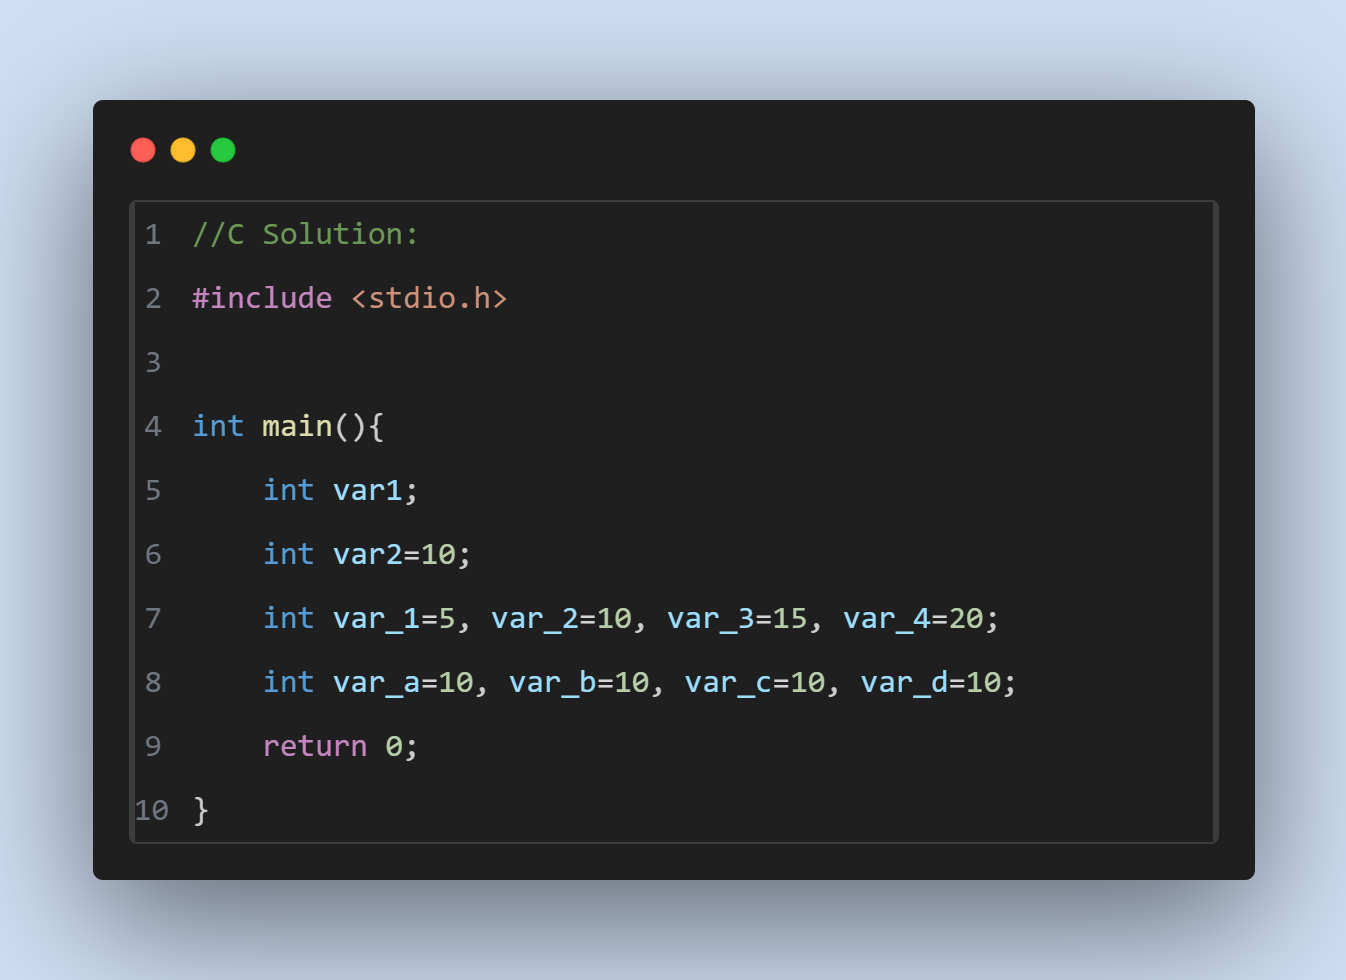 1 //C Solution:
2 #include <stdio.h>
3
4 int main(){
5     int var1;
6     int var2=10;
7     int var_1=5, var_2=10, var_3=15, var_4=20;
8     int var_a=10, var_b=10, var_c=10, var_d=10;
9     return 0;
10 }